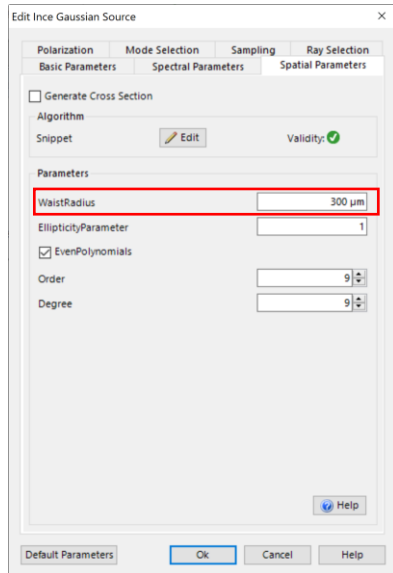 Edit Ince Gaussian Source
Polarization Mode Selection Sampling Ray Selection
Basic Parameters Spectral Parameters Spatial Parameters
Generate Cross Section
Algorithm
Snippet Edit Validity:
Parameters
WaistRadius 300 µm
EllipticityParameter 1
EvenPolynomials
Order 9
Degree 9
Help
Default Parameters Ok Cancel Help